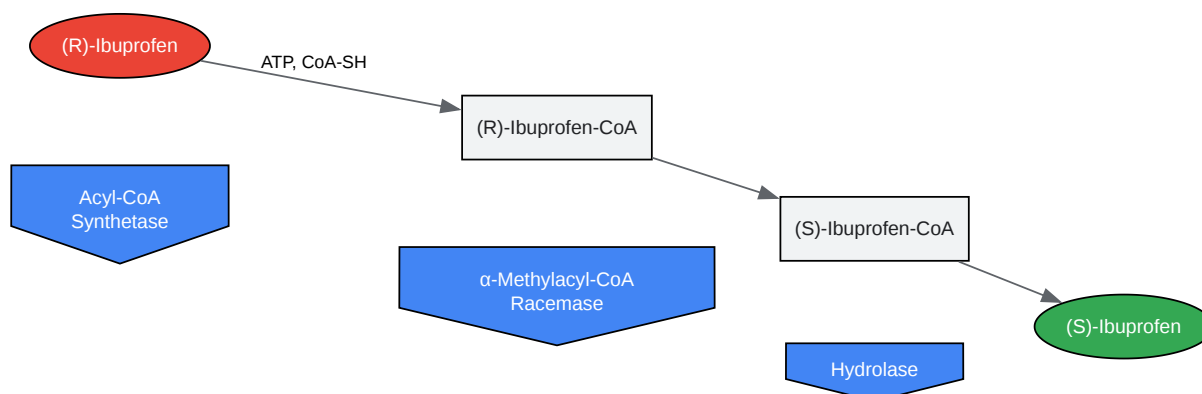 (R)-Ibuprofen
ATP, CoA-SH
(R)-Ibuprofen-CoA
Acyl-CoA
Synthetase
(S)-Ibuprofen-CoA
α-Methylacyl-CoA
Racemase
(S)-Ibuprofen
Hydrolase